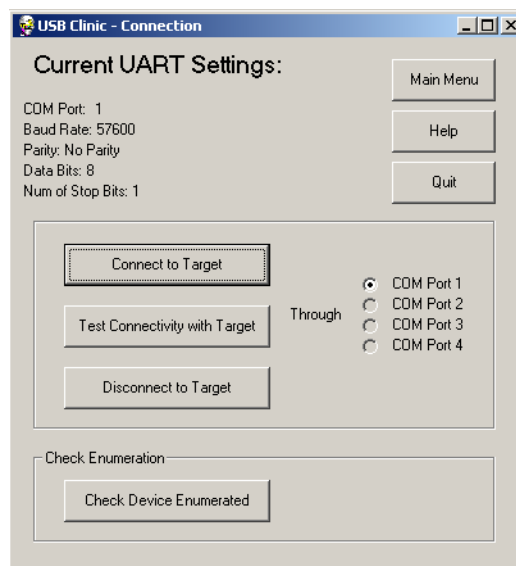 USB Clinic - Connection
Current UART Settings:
COM Port: 1
Baud Rate: 57600
Parity: No Parity
Data Bits: 8
Num of Stop Bits: 1
Main Menu
Help
Quit
Connect to Target
Test Connectivity with Target
Disconnect to Target
Through
COM Port 1
COM Port 2
COM Port 3
COM Port 4
Check Enumeration
Check Device Enumerated